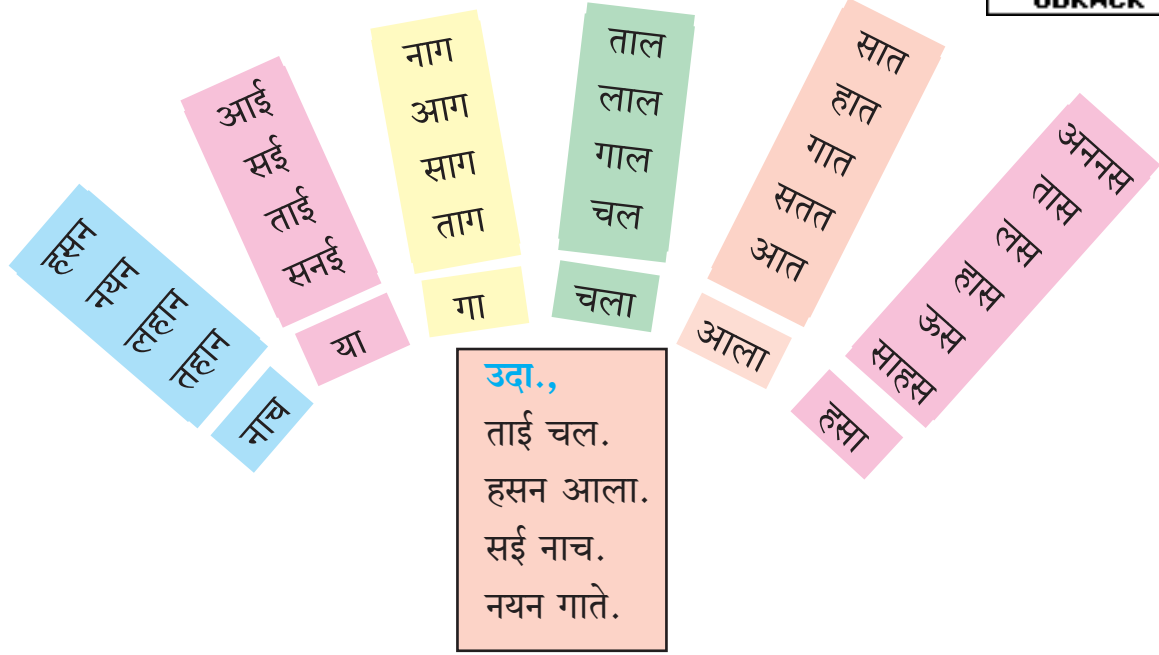 ODKACK
हसन
नयन
लहान
तहान
नाच
आई
सई
ताई
सनई
या
नाग
आग
साग
ताग
गा
ताल
लाल
गाल
चल
चला
सात
हात
गात
सतत
आत
आला
अननस
तास
लस
हास
ऊस
साहस
हसा
उदा.,
ताई चल.
हसन आला.
सई नाच.
नयन गाते.